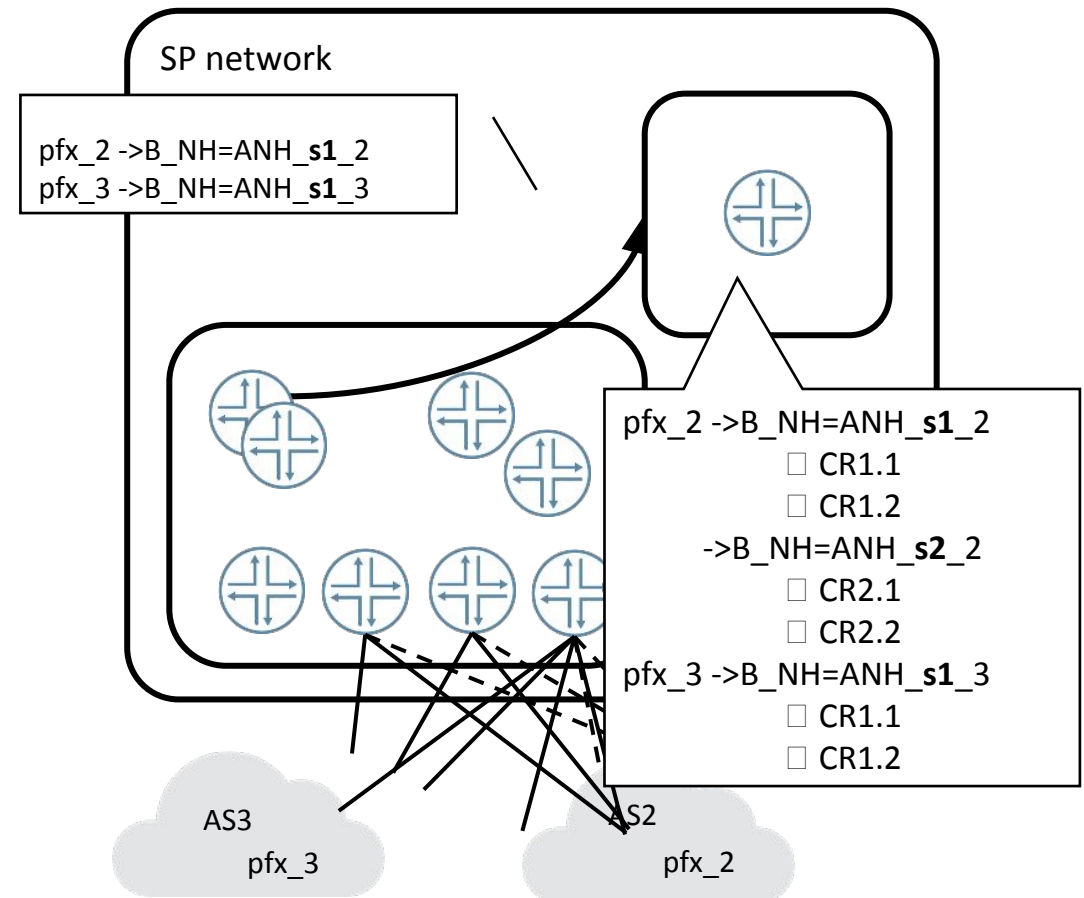 SP network
pfx_2 ->B_NH=ANH_s1_2
pfx_3 ->B_NH=ANH_s1_3
pfx_2 ->B_NH=ANH_s1_2
□ CR1.1
□ CR1.2
->B_NH=ANH_s2_2
□ CR2.1
□ CR2.2
pfx_3 ->B_NH=ANH_s1_3
□ CR1.1
□ CR1.2
AS3
pfx_3
AS2
pfx_2